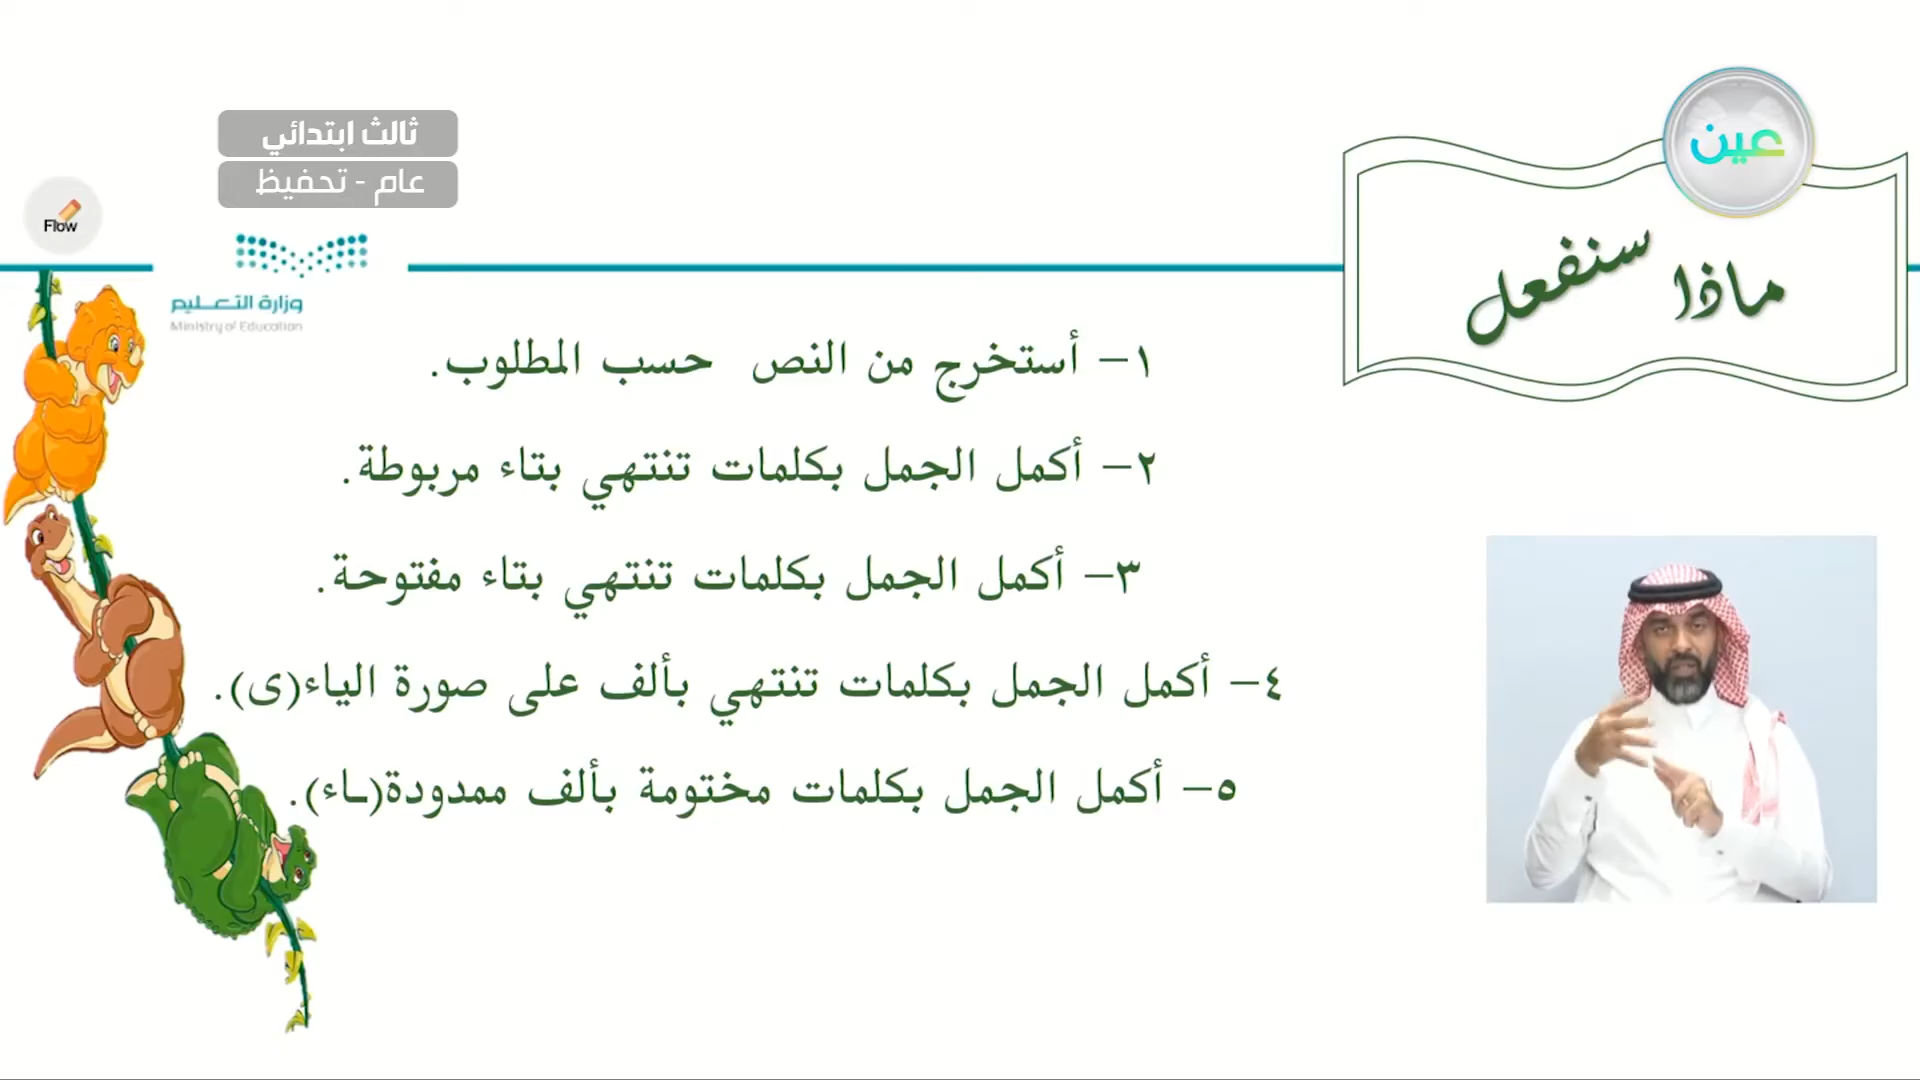 عين
ثالث ابتدائي
عام - تحفيظ
Flow
ماذا سنفعل
وزارة التعليم
Ministry of Education
١- أستخرج من النص حسب المطلوب.
٢- أكمل الجمل بكلمات تنتهي بتاء مربوطة.
٣- أكمل الجمل بكلمات تنتهي بتاء مفتوحة.
٤- أكمل الجمل بكلمات تنتهي بألف على صورة الياء(ى).
٥- أكمل الجمل بكلمات مختومة بألف ممدودة(ـاء).